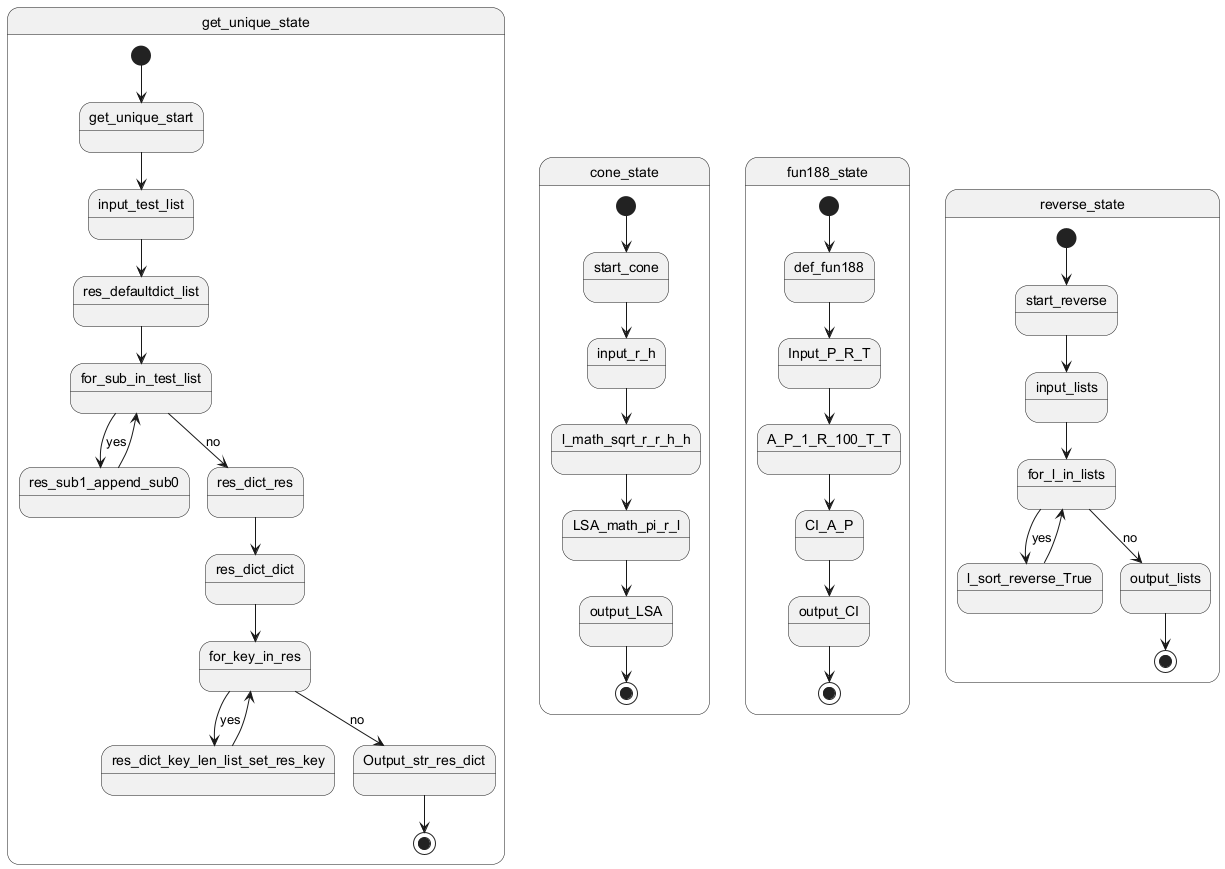 get_unique_state
get_unique_start
input_test_list
res_defaultdict_list
for_sub_in_test_list
yes
no
res_sub1_append_sub0
res_dict_res
res_dict_dict
for_key_in_res
yes
no
res_dict_key_len_list_set_res_key
Output_str_res_dict
cone_state
start_cone
input_r_h
l_math_sqrt_r_r_h_h
LSA_math_pi_r_l
output_LSA
fun188_state
def_fun188
Input_P_R_T
A_P_1_R_100_T_T
CI_A_P
output_CI
reverse_state
start_reverse
input_lists
for_l_in_lists
yes
no
l_sort_reverse_True
output_lists